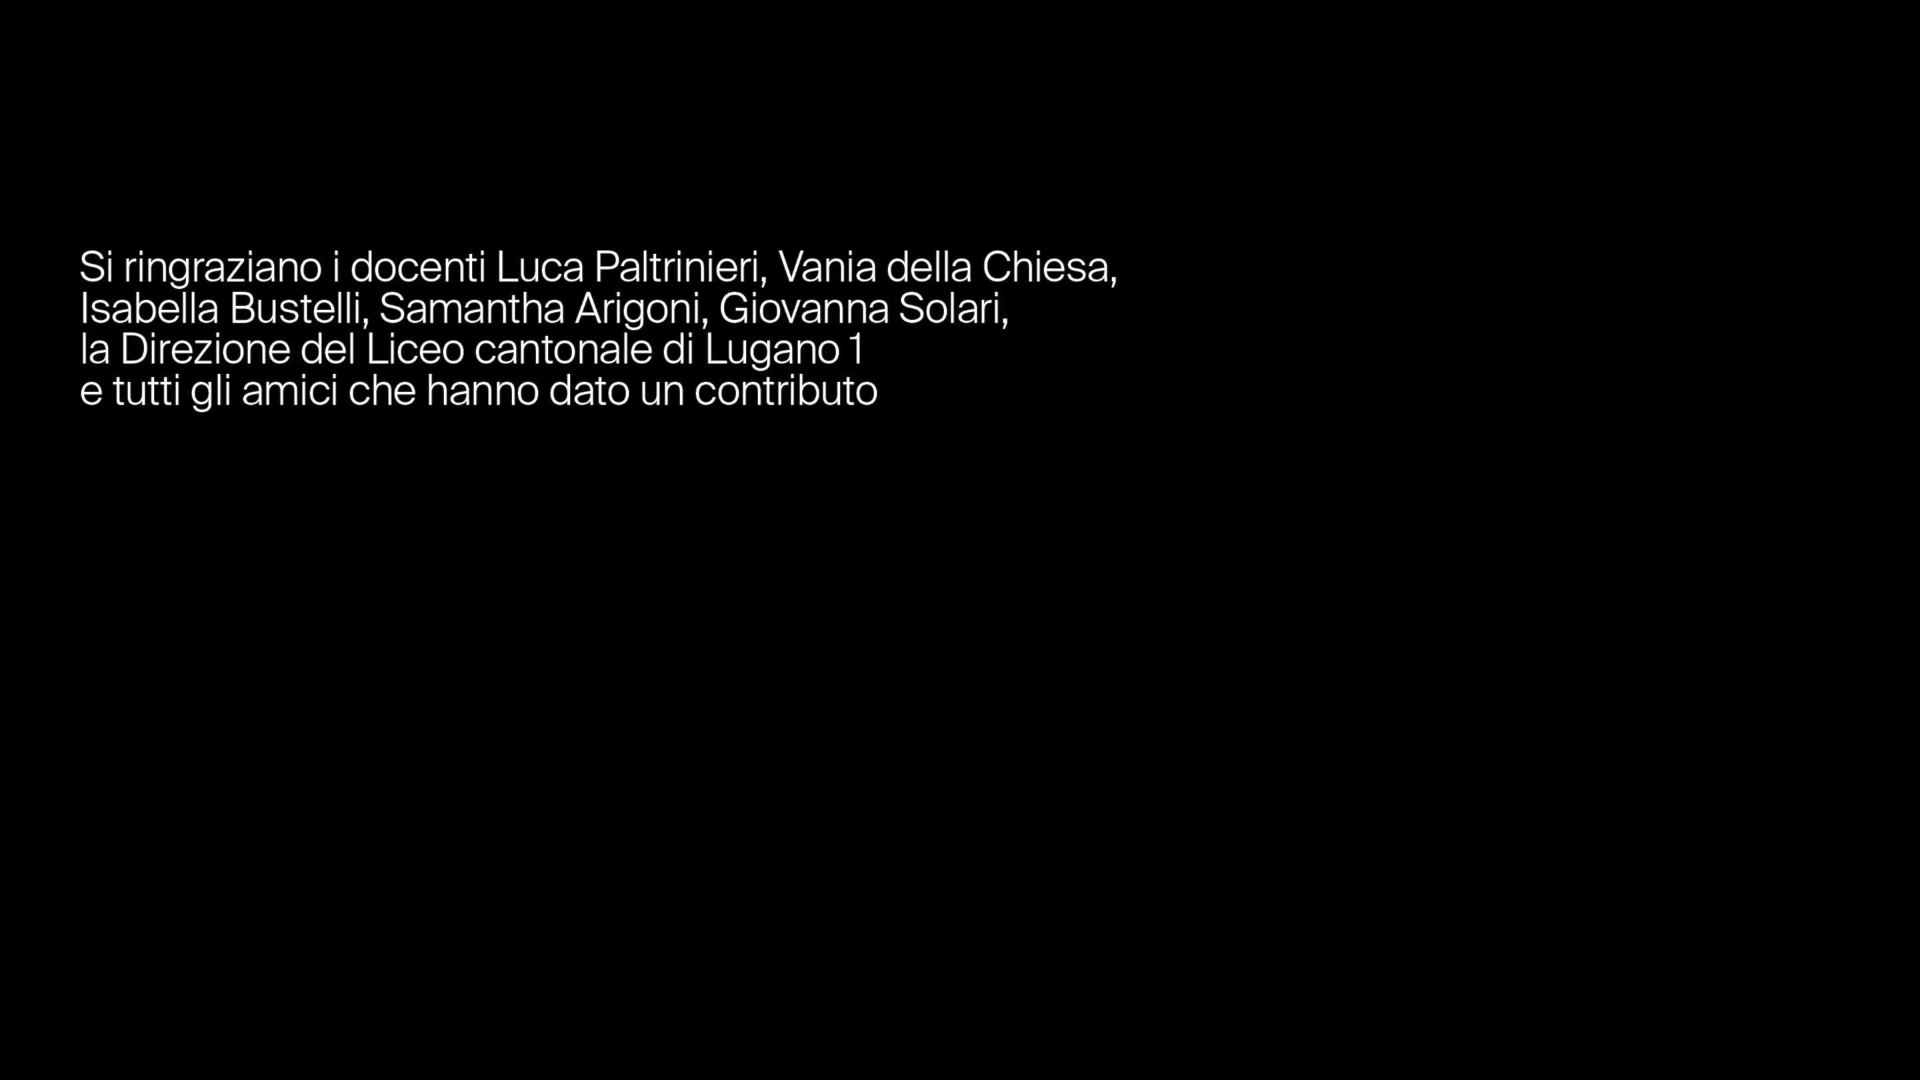 Si ringraziano i docenti Luca Paltrinieri, Vania della Chiesa,
Isabella Bustelli, Samantha Arigoni, Giovanna Solari,
la Direzione del Liceo cantonale di Lugano 1
e tutti gli amici che hanno dato un contributo